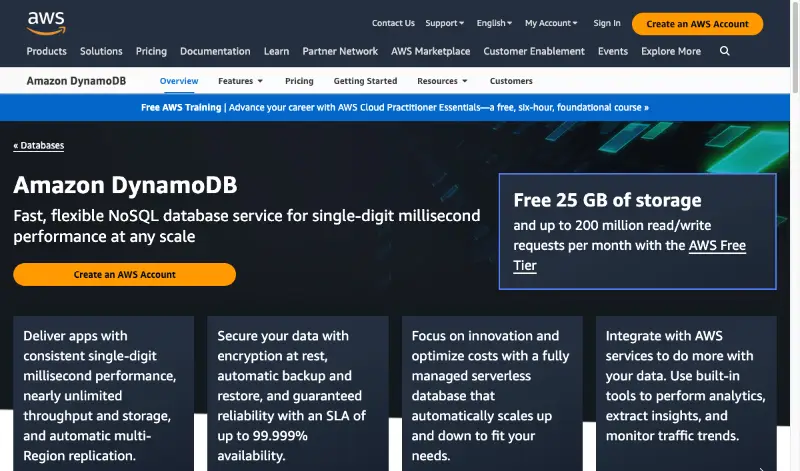 aws
Contact Us Support English My Account Sign In Create an AWS Account
Products Solutions Pricing Documentation Learn Partner Network AWS Marketplace Customer Enablement Events Explore More
Amazon DynamoDB Overview Features Pricing Getting Started Resources Customers
Free AWS Training | Advance your career with AWS Cloud Practitioner Essentials—a free, six-hour, foundational course »
« Databases
Amazon DynamoDB
Fast, flexible NoSQL database service for single-digit millisecond
performance at any scale
Create an AWS Account
Free 25 GB of storage
and up to 200 million read/write
requests per month with the AWS Free
Tier
Deliver apps with
consistent single-digit
millisecond performance,
nearly unlimited
throughput and storage,
and automatic multi-
Region replication.
Secure your data with
encryption at rest,
automatic backup and
restore, and guaranteed
reliability with an SLA of
up to 99.999%
availability.
Focus on innovation and
optimize costs with a fully
managed serverless
database that
automatically scales up
and down to fit your
needs.
Integrate with AWS
services to do more with
your data. Use built-in
tools to perform analytics,
extract insights, and
monitor traffic trends.